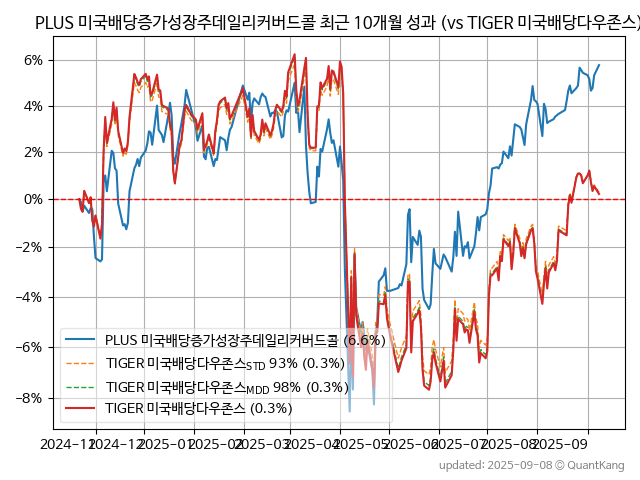 PLUS 미국배당증가성장주데일리커버드콜 최근 10개월 성과 (vs TIGER 미국배당다우존스)
6%
4%
2%
0%
−2%
−4%
−6%
−8%
PLUS 미국배당증가성장주데일리커버드콜 (6.6%)
TIGER 미국배당다우존스STD 93% (0.3%)
TIGER 미국배당다우존스MDD 98% (0.3%)
TIGER 미국배당다우존스 (0.3%)
2024-11 2024-12 2025-01 2025-02 2025-03 2025-04 2025-05 2025-06 2025-07 2025-08 2025-09
updated: 2025-09-08 © QuantKang